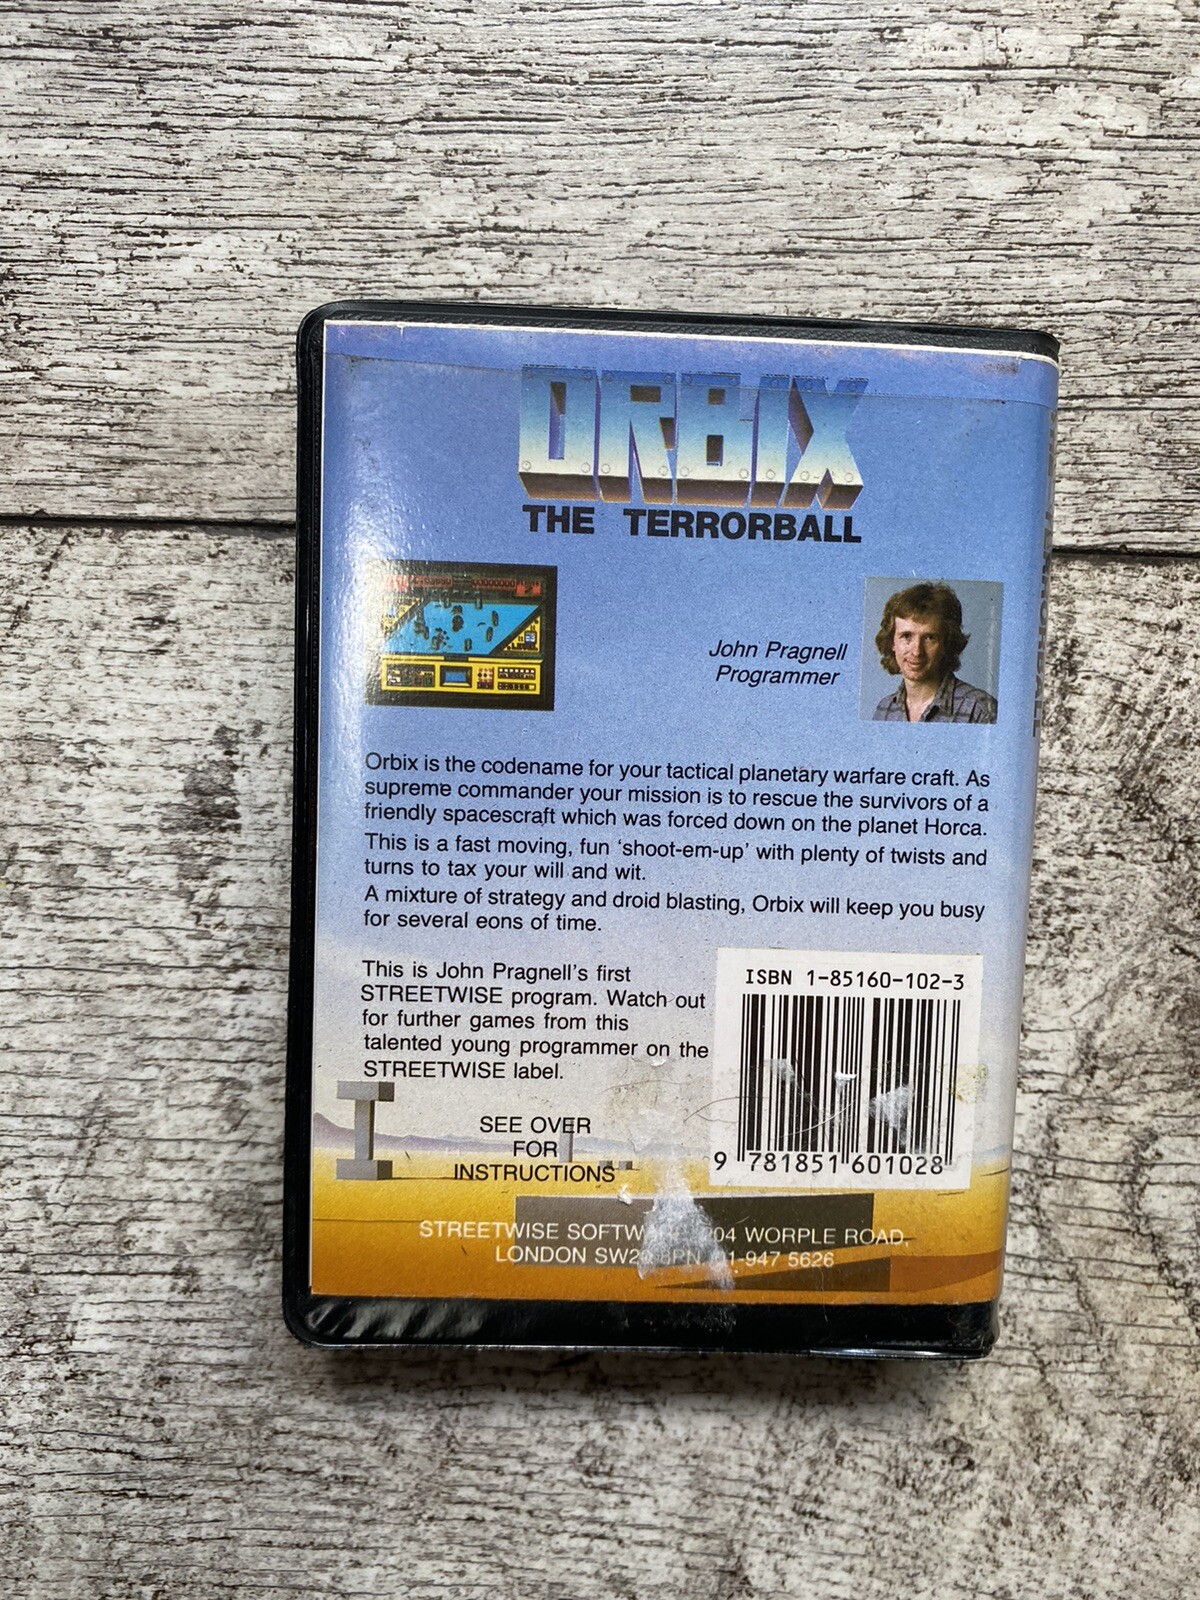 ORBIX
THE TERRORBALL
John Pragnell
Programmer
Orbix is the codename for your tactical planetary warfare craft. As
supreme commander your mission is to rescue the survivors of a
friendly spacescraft which was forced down on the planet Horca.
This is a fast moving, fun ‘shoot-em-up’ with plenty of twists and
turns to tax your will and wit.
A mixture of strategy and droid blasting, Orbix will keep you busy
for several eons of time.
This is John Pragnell's first
STREETWISE program. Watch out
for further games from this
talented young programmer on the
STREETWISE label.
ISBN 1-85160-102-3
9 781851 601028
SEE OVER
FOR
INSTRUCTIONS
STREETWISE WORPLE ROAD,
LONDON 947 5626